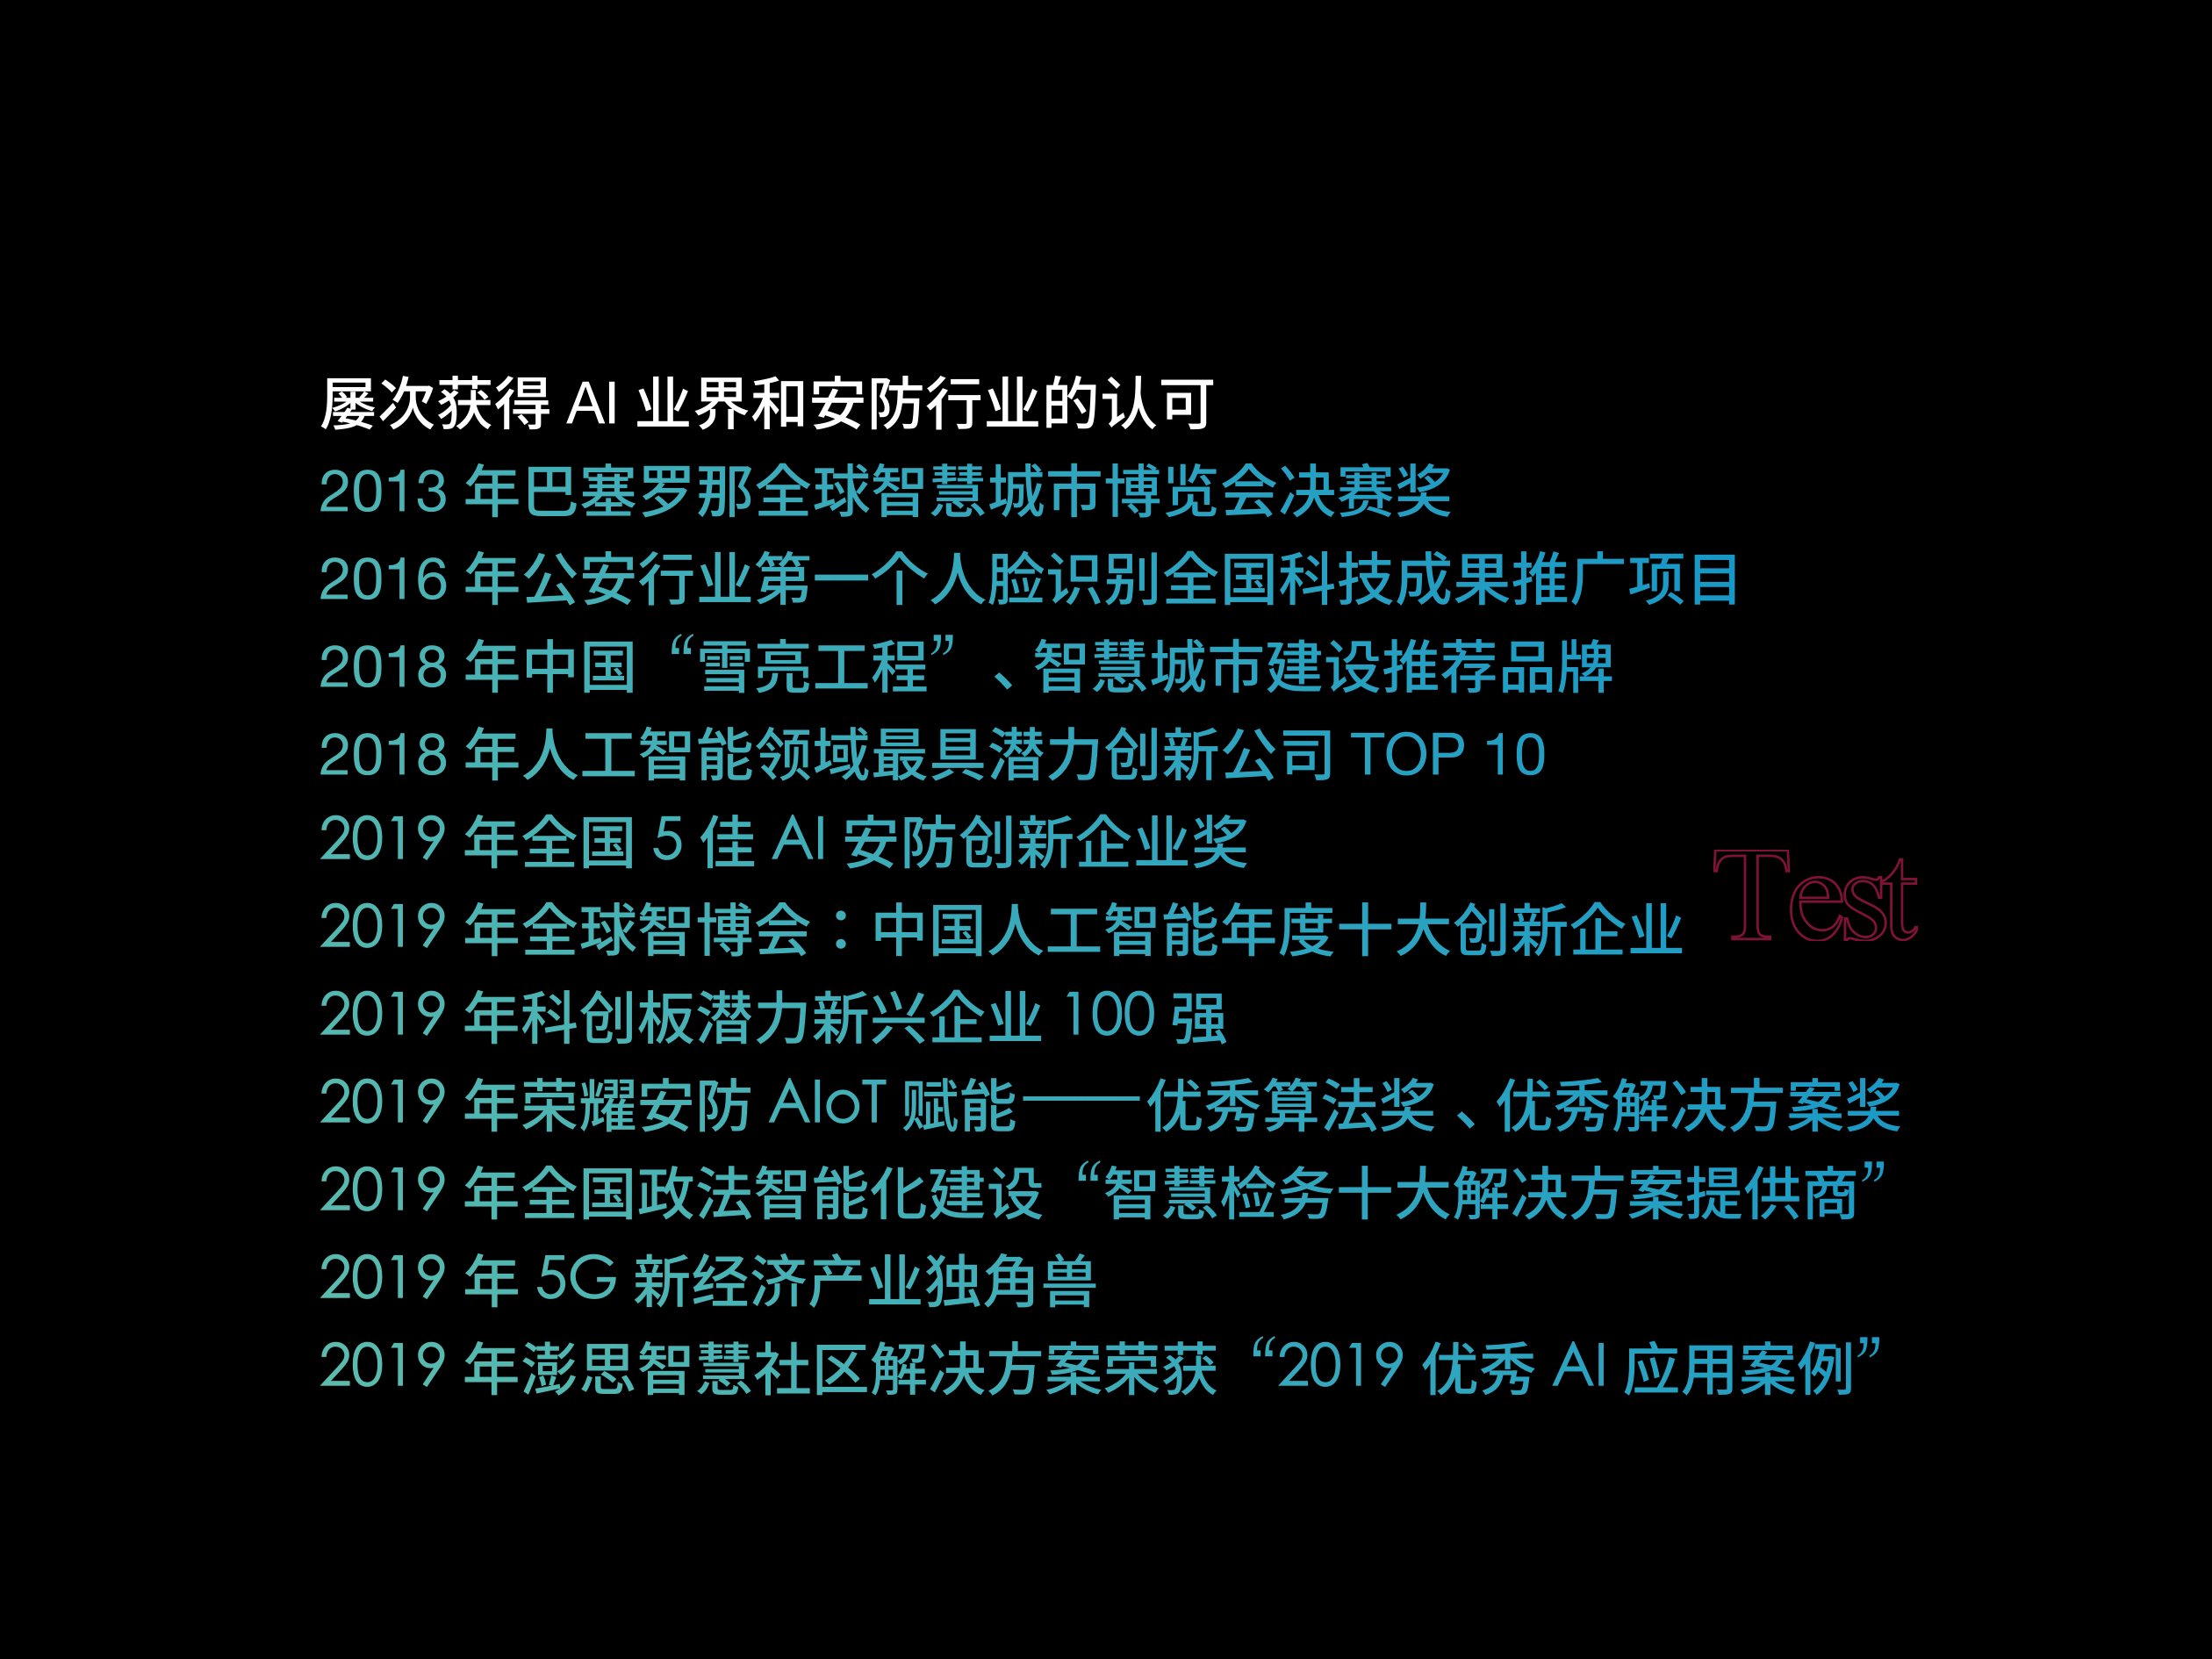 屡次获得 AI 业界和安防行业的认可
2013 年巴塞罗那全球智慧城市博览会决赛奖
2016 年公安行业第一个人脸识别全国科技成果推广项目
2018 年中国“雪亮工程”、智慧城市建设推荐品牌
2018 年人工智能领域最具潜力创新公司 TOP 10
2019 年全国 5 佳 AI 安防创新企业奖
2019 年全球智博会：中国人工智能年度十大创新企业
Test
2019 年科创板潜力新兴企业 100 强
2019 年荣耀安防 AIoT 赋能——优秀算法奖、优秀解决方案奖
2019 年全国政法智能化建设“智慧检务十大解决方案提供商”
2019 年 5G 新经济产业独角兽
2019 年澎思智慧社区解决方案荣获“2019 优秀 AI 应用案例”